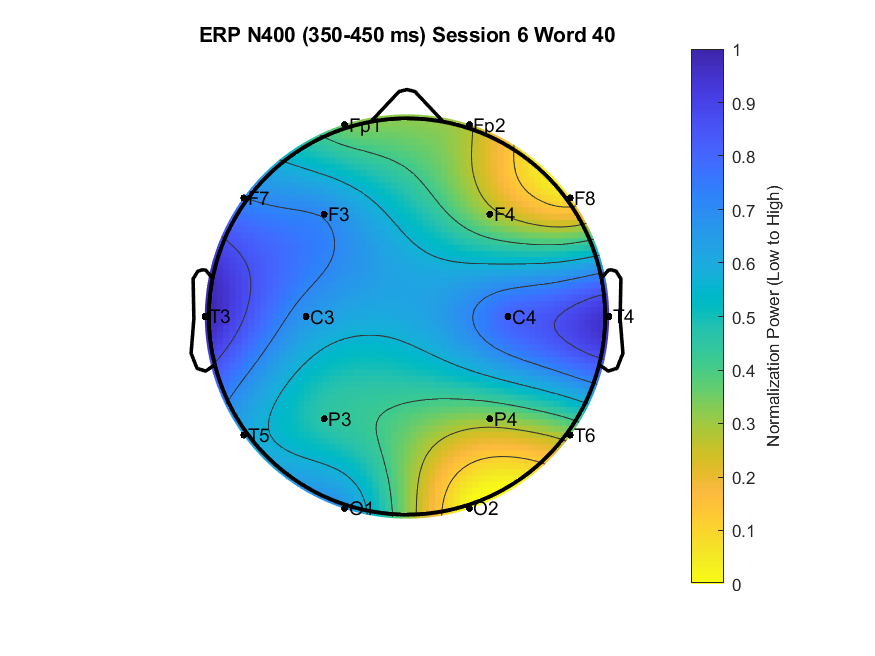 ERP N400 (350-450 ms) Session 6 Word 40
Fp1
Fp2
F7
F3
F4
F8
T3
C3
C4
T4
T5
P3
P4
T6
O1
O2
1
0.9
0.8
0.7
0.6
0.5
0.4
0.3
0.2
0.1
0
Normalization Power (Low to High)